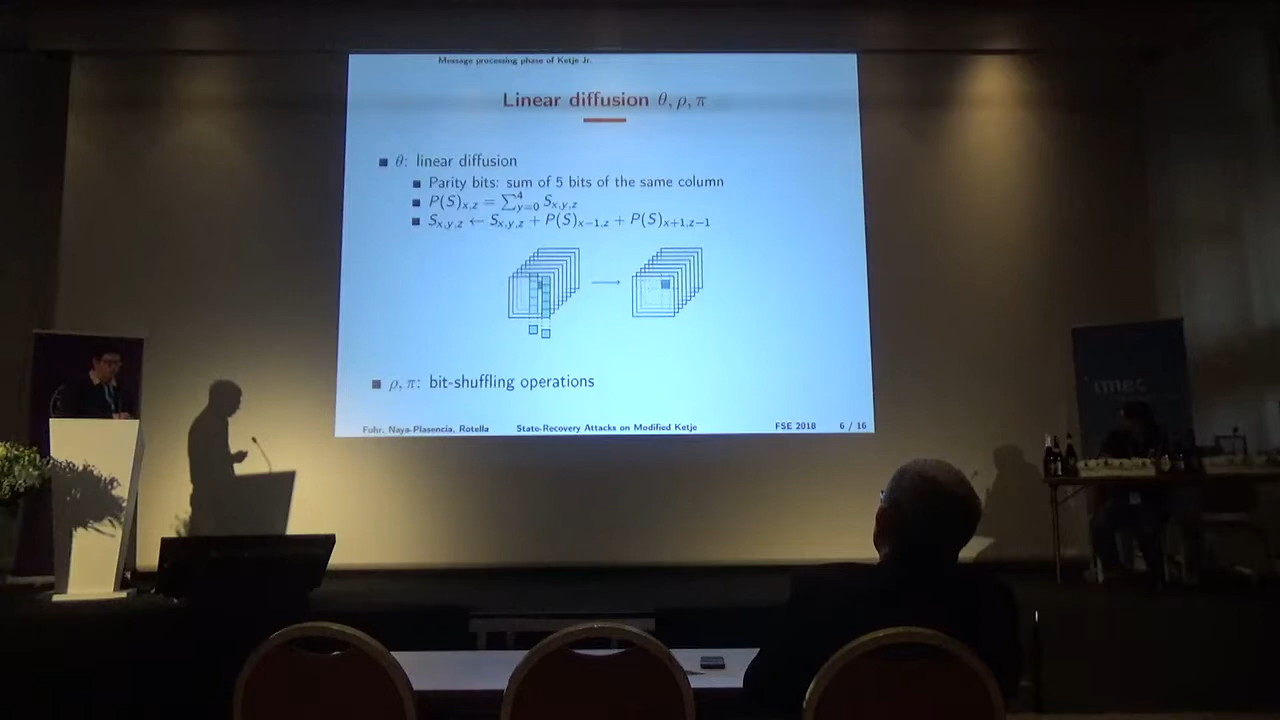 Message processing phase of Ketje Jr.
Linear diffusion θ, ρ, π
θ: linear diffusion
Parity bits: sum of 5 bits of the same column
P(S)x,z = ∑⁴y=0 Sx,y,z
Sx,y,z ← Sx,y,z + P(S)x−1,z + P(S)x+1,z−1
ρ, π: bit-shuffling operations
Fuhr, Naya-Plasencia, Rotella State-Recovery Attacks on Modified Ketje FSE 2018 6 / 16
imec